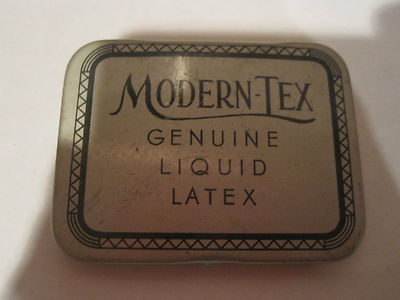 MODERN-TEX
GENUINE
LIQUID
LATEX